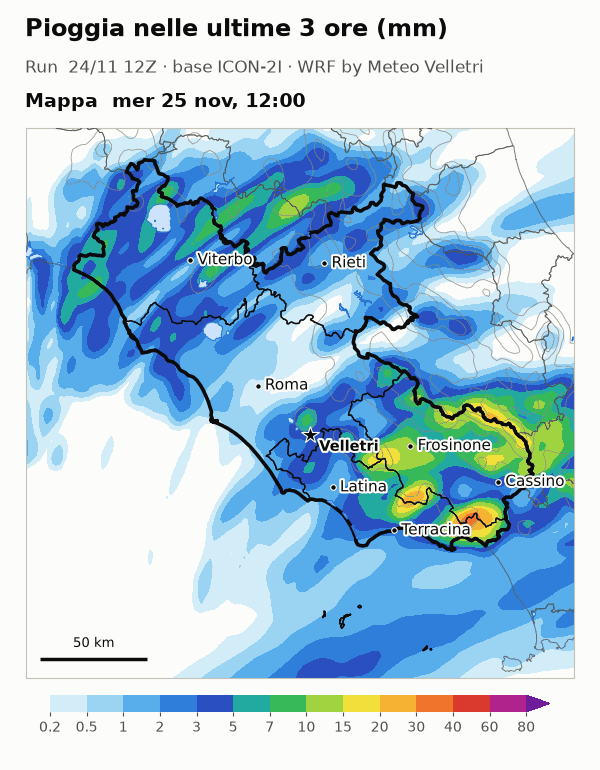 Pioggia nelle ultime 3 ore (mm)
Run  24/11 12Z · base ICON-2I · WRF by Meteo Velletri
Mappa  mer 25 nov, 12:00
Viterbo
Rieti
Roma
Velletri
Frosinone
Cassino
Latina
Terracina
50 km
0.2 0.5 1 2 3 5 7 10 15 20 30 40 60 80